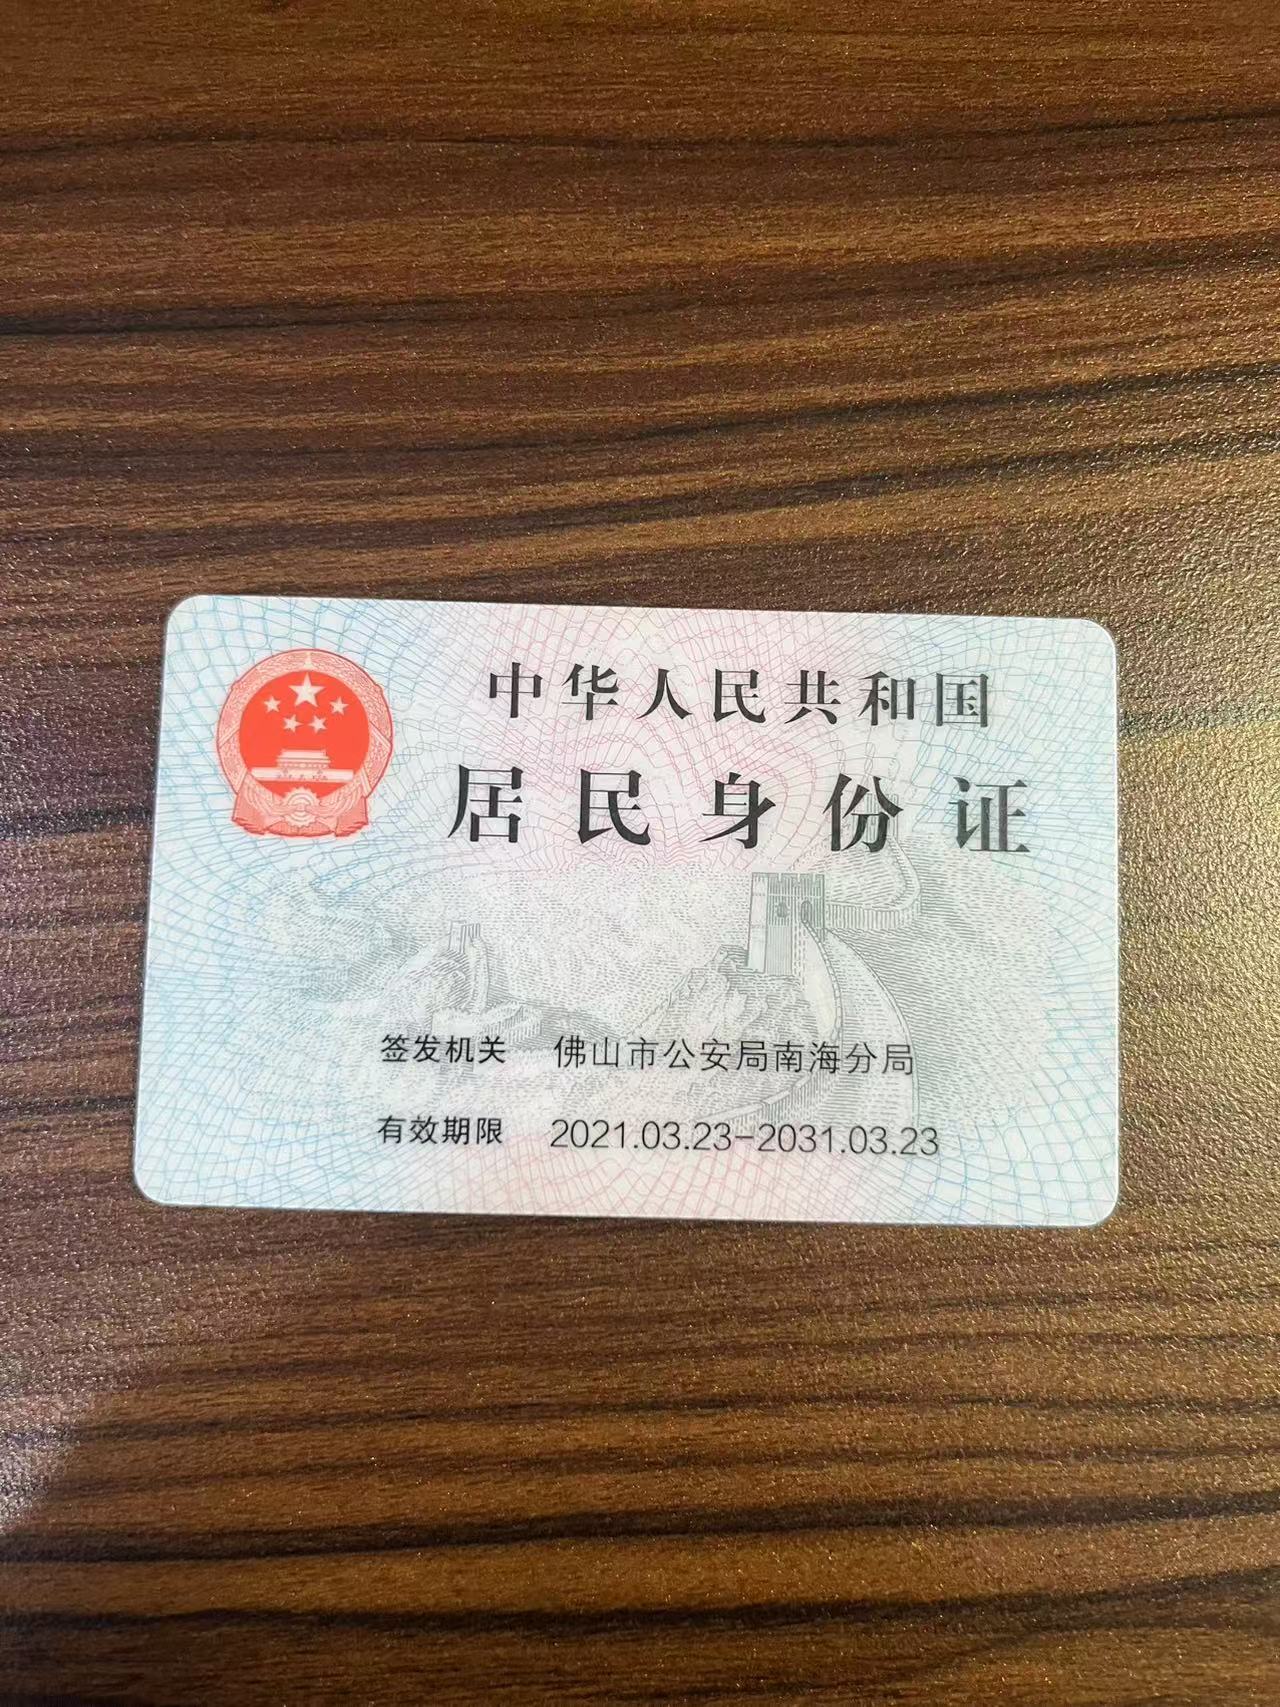 中华人民共和国
居民身份证
签发机关 佛山市公安局南海分局
有效期限 2021.03.23-2031.03.23